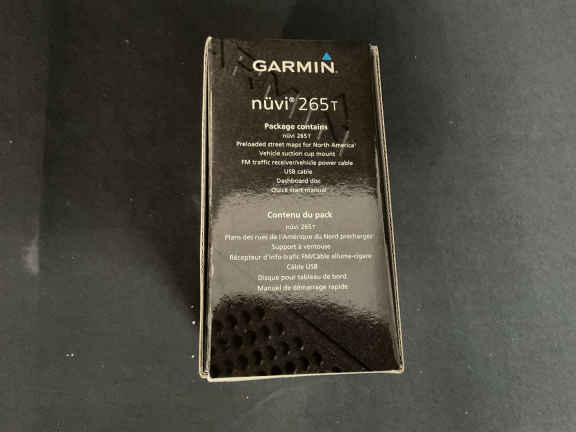 GARMIN
nüvi® 265T
Package contains
nüvi 265T
Preloaded street maps for North America¹
Vehicle suction cup mount
FM traffic receiver/vehicle power cable
USB cable
Dashboard disc
Quick start manual
Contenu du pack
nüvi 265T
Plans des rues de l'Amérique du Nord préchargés¹
Support à ventouse
Récepteur d'info-trafic FM/Câble allume-cigare
Câble USB
Disque pour tableau de bord
Manuel de démarrage rapide